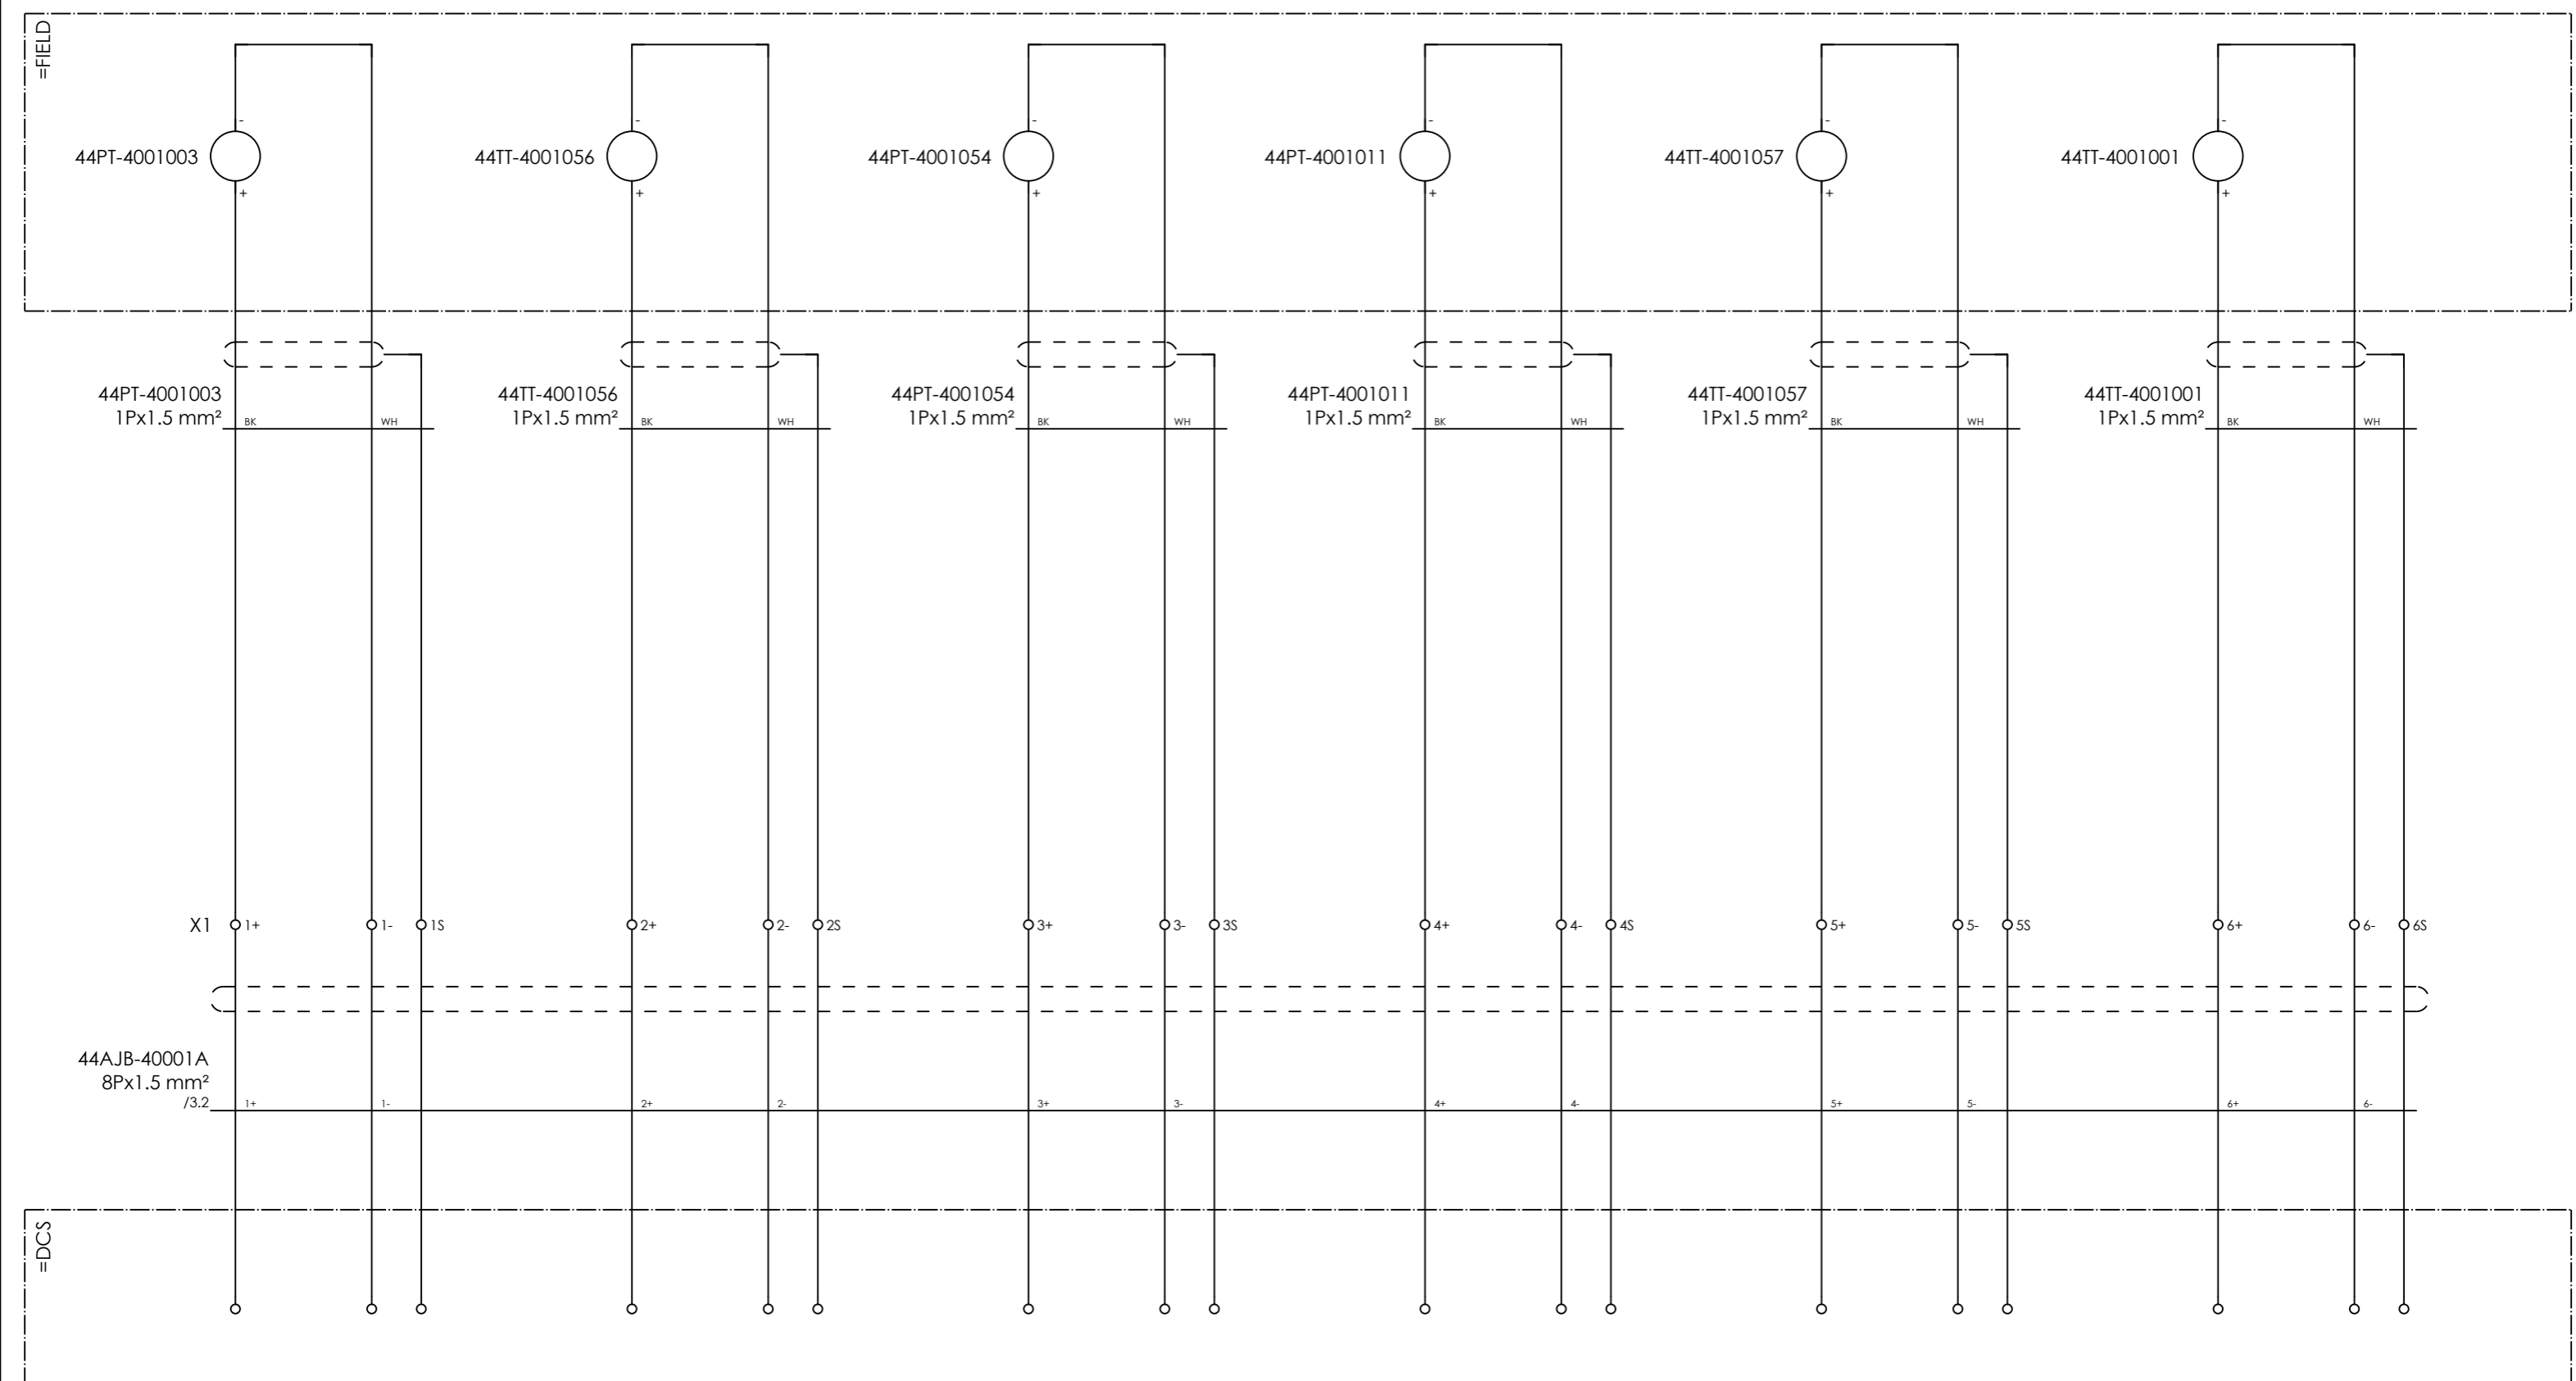 =FIELD
- - - - - -
44PT-4001003 44TT-4001056 44PT-4001054 44PT-4001011 44TT-4001057 44TT-4001001
+ + + + + +
44PT-4001003 44TT-4001056 44PT-4001054 44PT-4001011 44TT-4001057 44TT-4001001
1Px1.5 mm² 1Px1.5 mm² 1Px1.5 mm² 1Px1.5 mm² 1Px1.5 mm² 1Px1.5 mm²
BK WH BK WH BK WH BK WH BK WH BK WH
X1 1+ 1- 1S 2+ 2- 2S 3+ 3- 3S 4+ 4- 4S 5+ 5- 5S 6+ 6- 6S
44AJB-40001A
8Px1.5 mm²
/3.2 1+ 1- 2+ 2- 3+ 3- 4+ 4- 5+ 5- 6+ 6-
=DCS